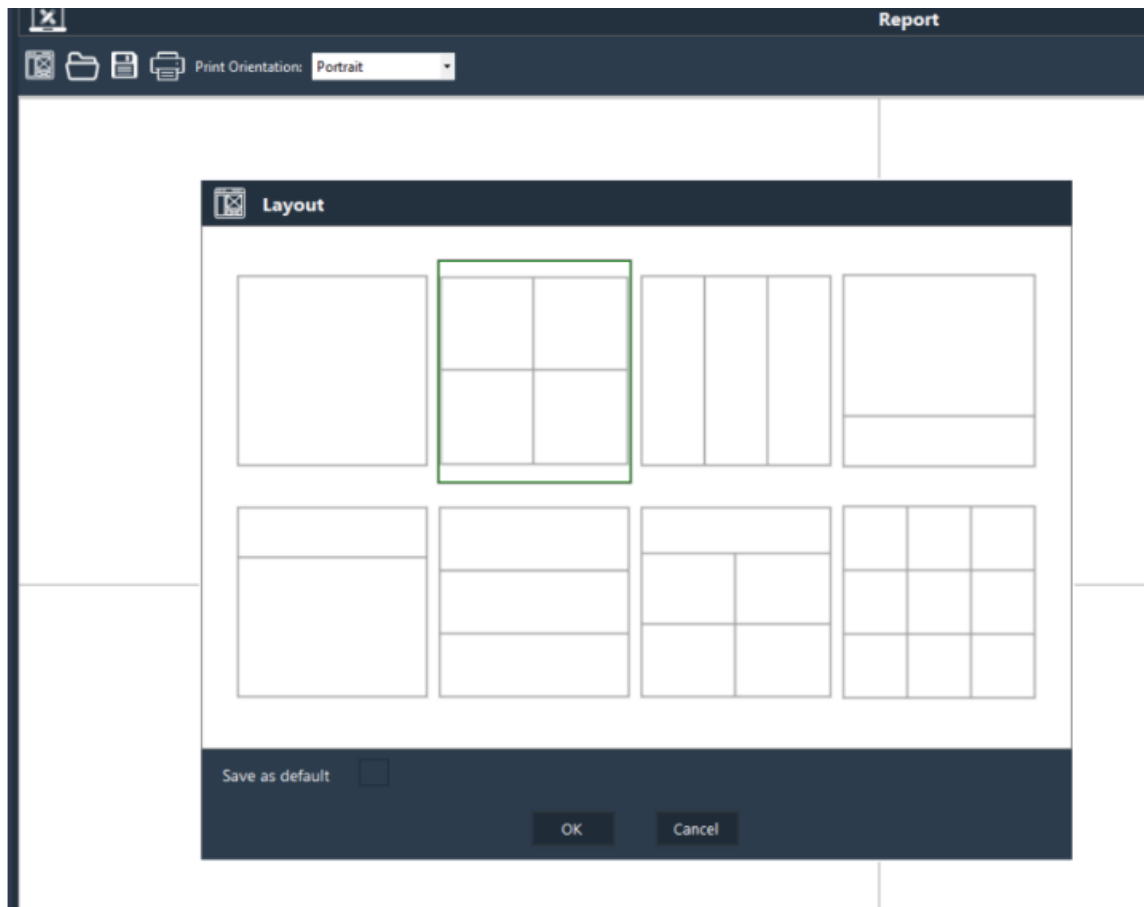 Report
Print Orientation: Portrait
Layout
Save as default
OK Cancel